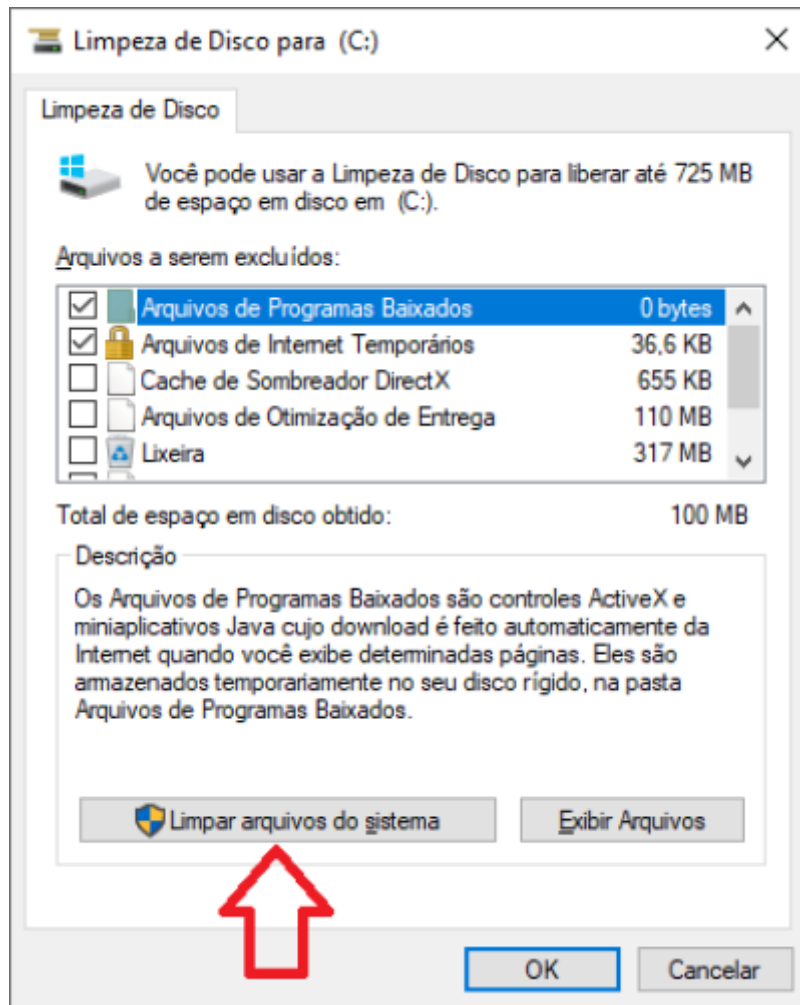 Limpeza de Disco para (C:)
Limpeza de Disco
Você pode usar a Limpeza de Disco para liberar até 725 MB
de espaço em disco em (C:).
Arquivos a serem excluídos:
Arquivos de Programas Baixados 0 bytes
Arquivos de Internet Temporários 36,6 KB
Cache de Sombreador DirectX 655 KB
Arquivos de Otimização de Entrega 110 MB
Lixeira 317 MB
Total de espaço em disco obtido: 100 MB
Descrição
Os Arquivos de Programas Baixados são controles ActiveX e
miniaplicativos Java cujo download é feito automaticamente da
Internet quando você exibe determinadas páginas. Eles são
armazenados temporariamente no seu disco rígido, na pasta
Arquivos de Programas Baixados.
Limpar arquivos do sistema Exibir Arquivos
OK Cancelar